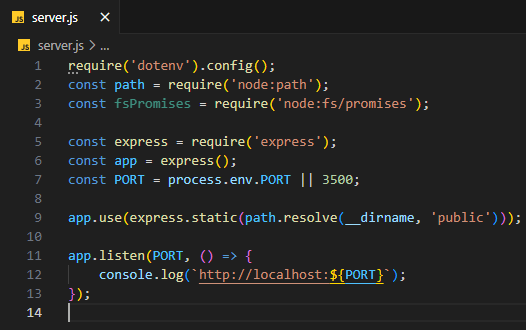 JS server.js ×
JS server.js > ...
1 require('dotenv').config();
2 const path = require('node:path');
3 const fsPromises = require('node:fs/promises');
4
5 const express = require('express');
6 const app = express();
7 const PORT = process.env.PORT || 3500;
8
9 app.use(express.static(path.resolve(__dirname, 'public')));
10
11 app.listen(PORT, () => {
12     console.log(`http://localhost:${PORT}`);
13 });
14